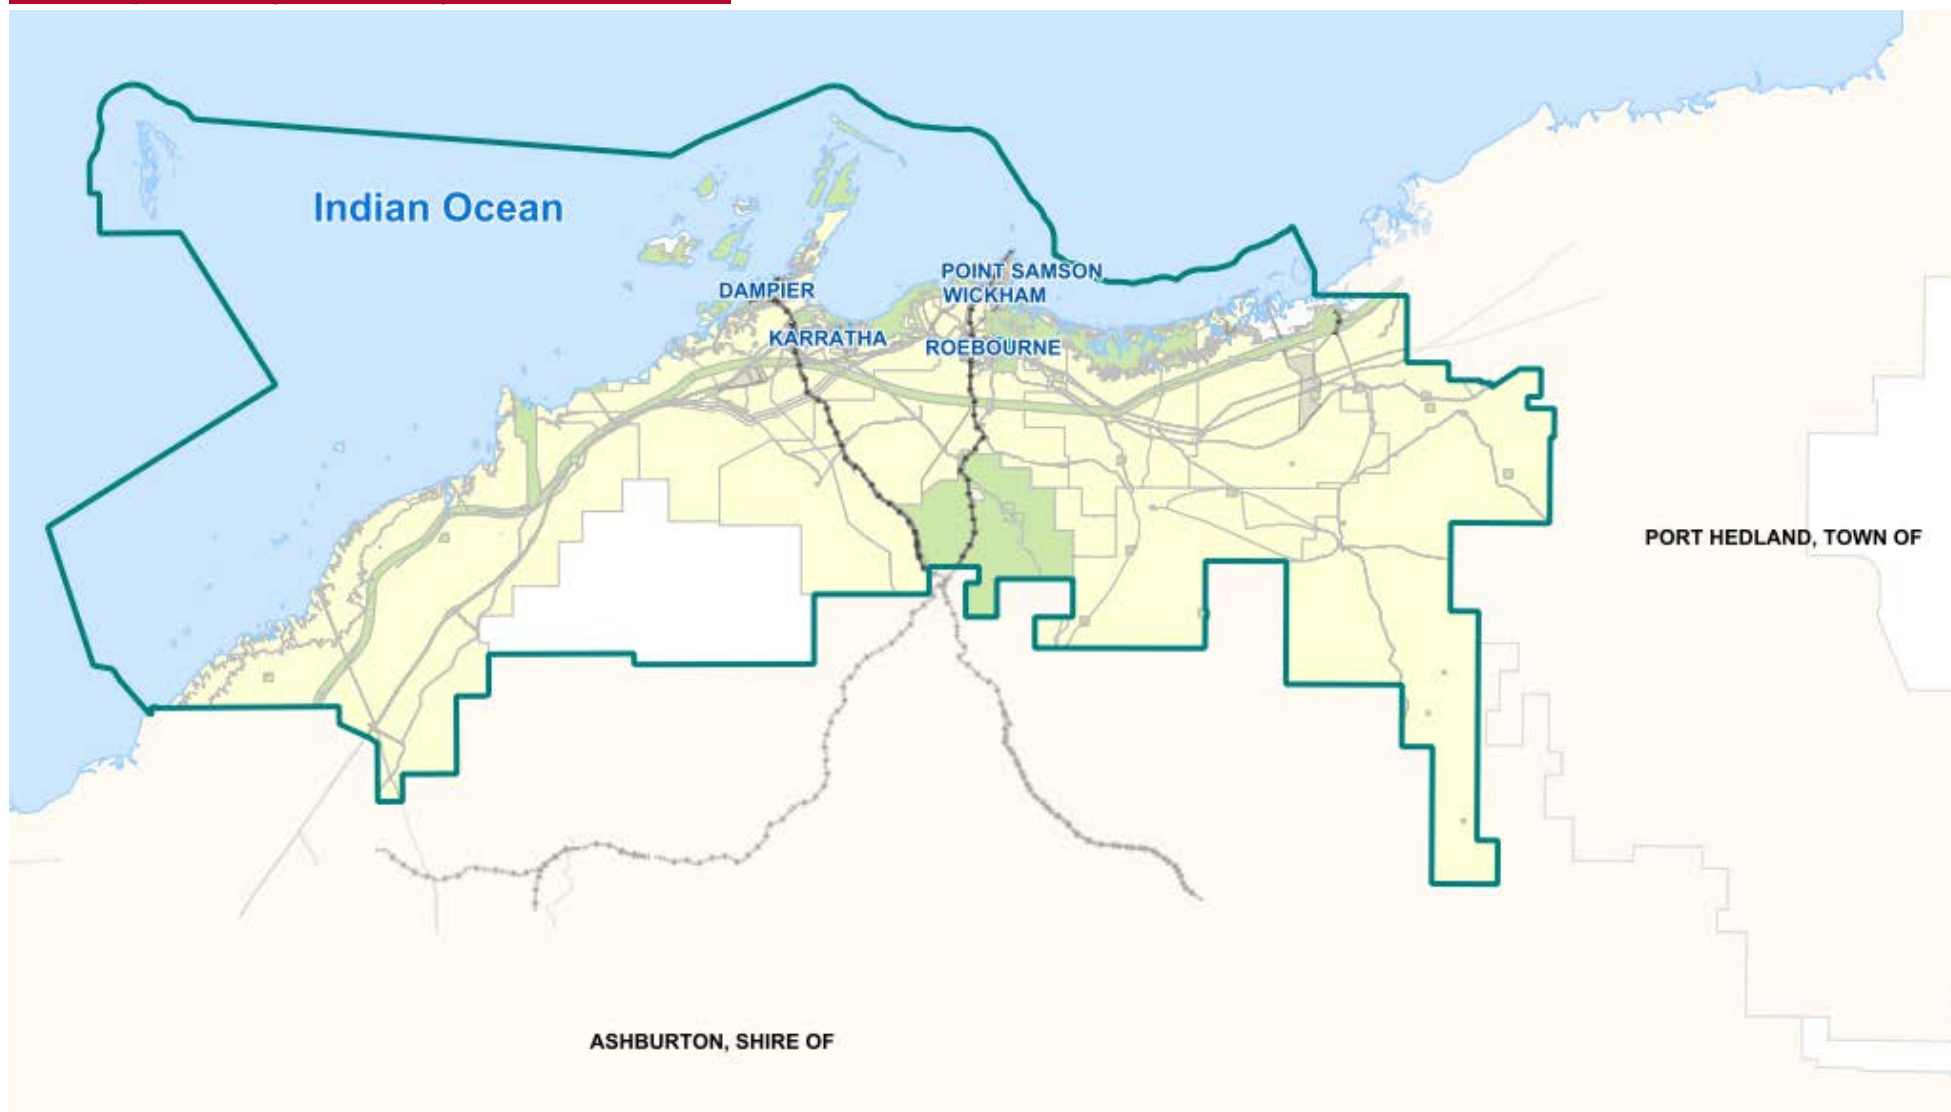 Indian Ocean
POINT SAMSON
DAMPIER
WICKHAM
KARRATHA
ROEBOURNE
PORT HEDLAND, TOWN OF
ASHBURTON, SHIRE OF